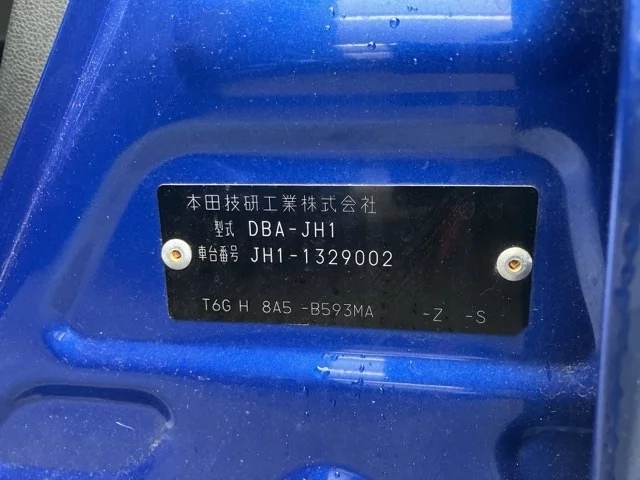 本田技研工業株式会社
型式 DBA-JH1
車台番号 JH1-1329002
T6G H 8A5 -B593MA -Z -S